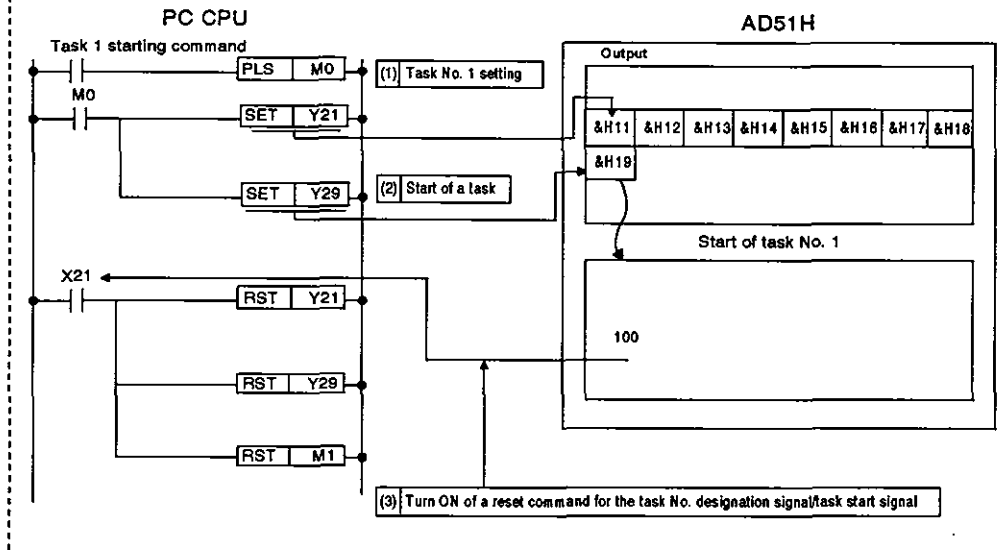 PC CPU
AD51H
Task 1 starting command
PLS M0
(1) Task No. 1 setting
Output
M0
SET Y21
&H11 &H12 &H13 &H14 &H15 &H16 &H17 &H18
&H19
SET Y29
(2) Start of a task
Start of task No. 1
X21
RST Y21
100
RST Y29
RST M1
(3) Turn ON of a reset command for the task No. designation signal/task start signal